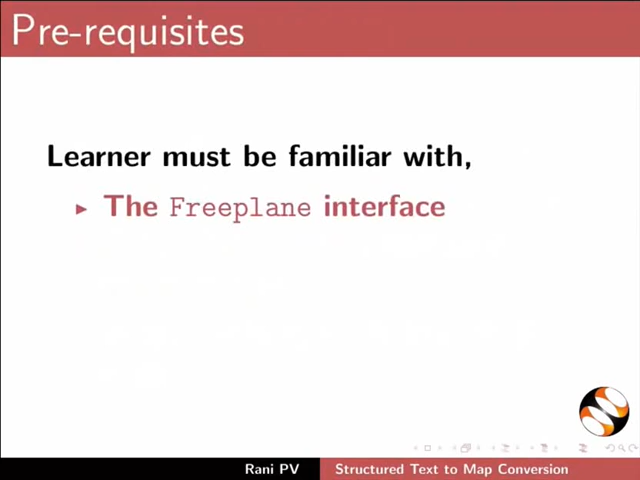 Pre-requisites
Learner must be familiar with,
The Freeplane interface
Rani PV
Structured Text to Map Conversion